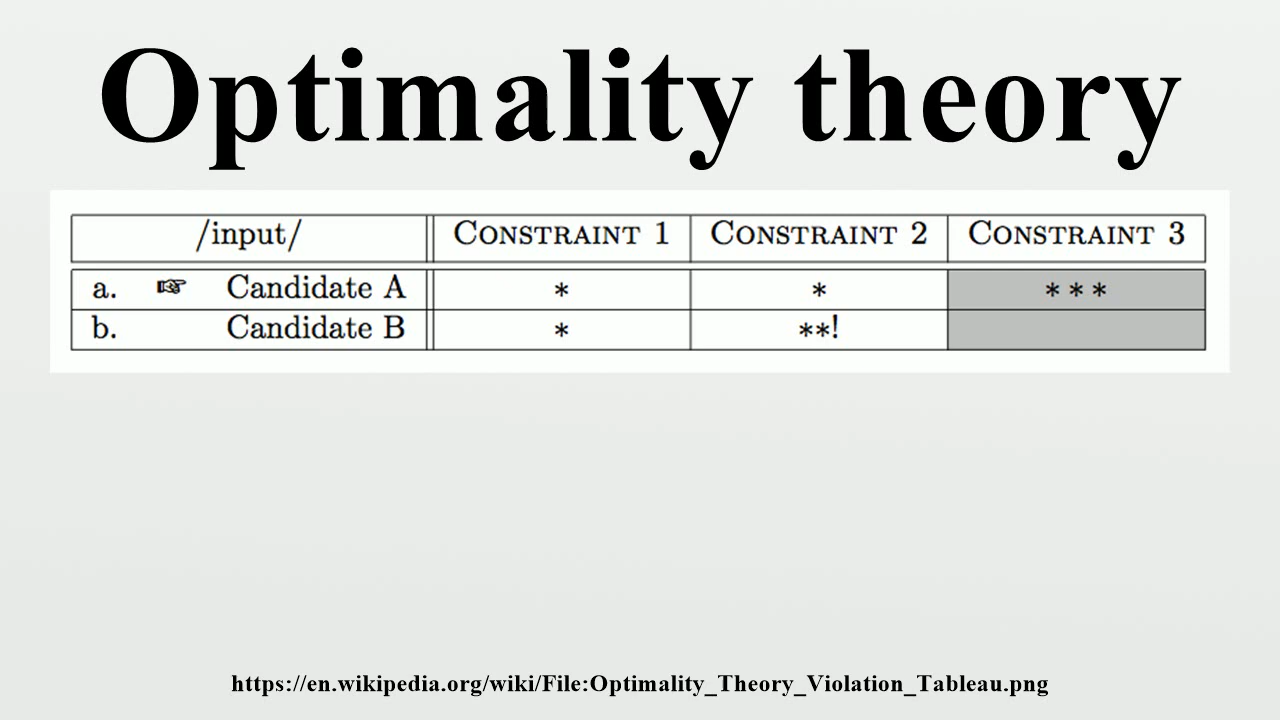 Optimality theory
/input/ CONSTRAINT 1 CONSTRAINT 2 CONSTRAINT 3
a. ☞ Candidate A * * ***
b. Candidate B * **!
https://en.wikipedia.org/wiki/File:Optimality_Theory_Violation_Tableau.png